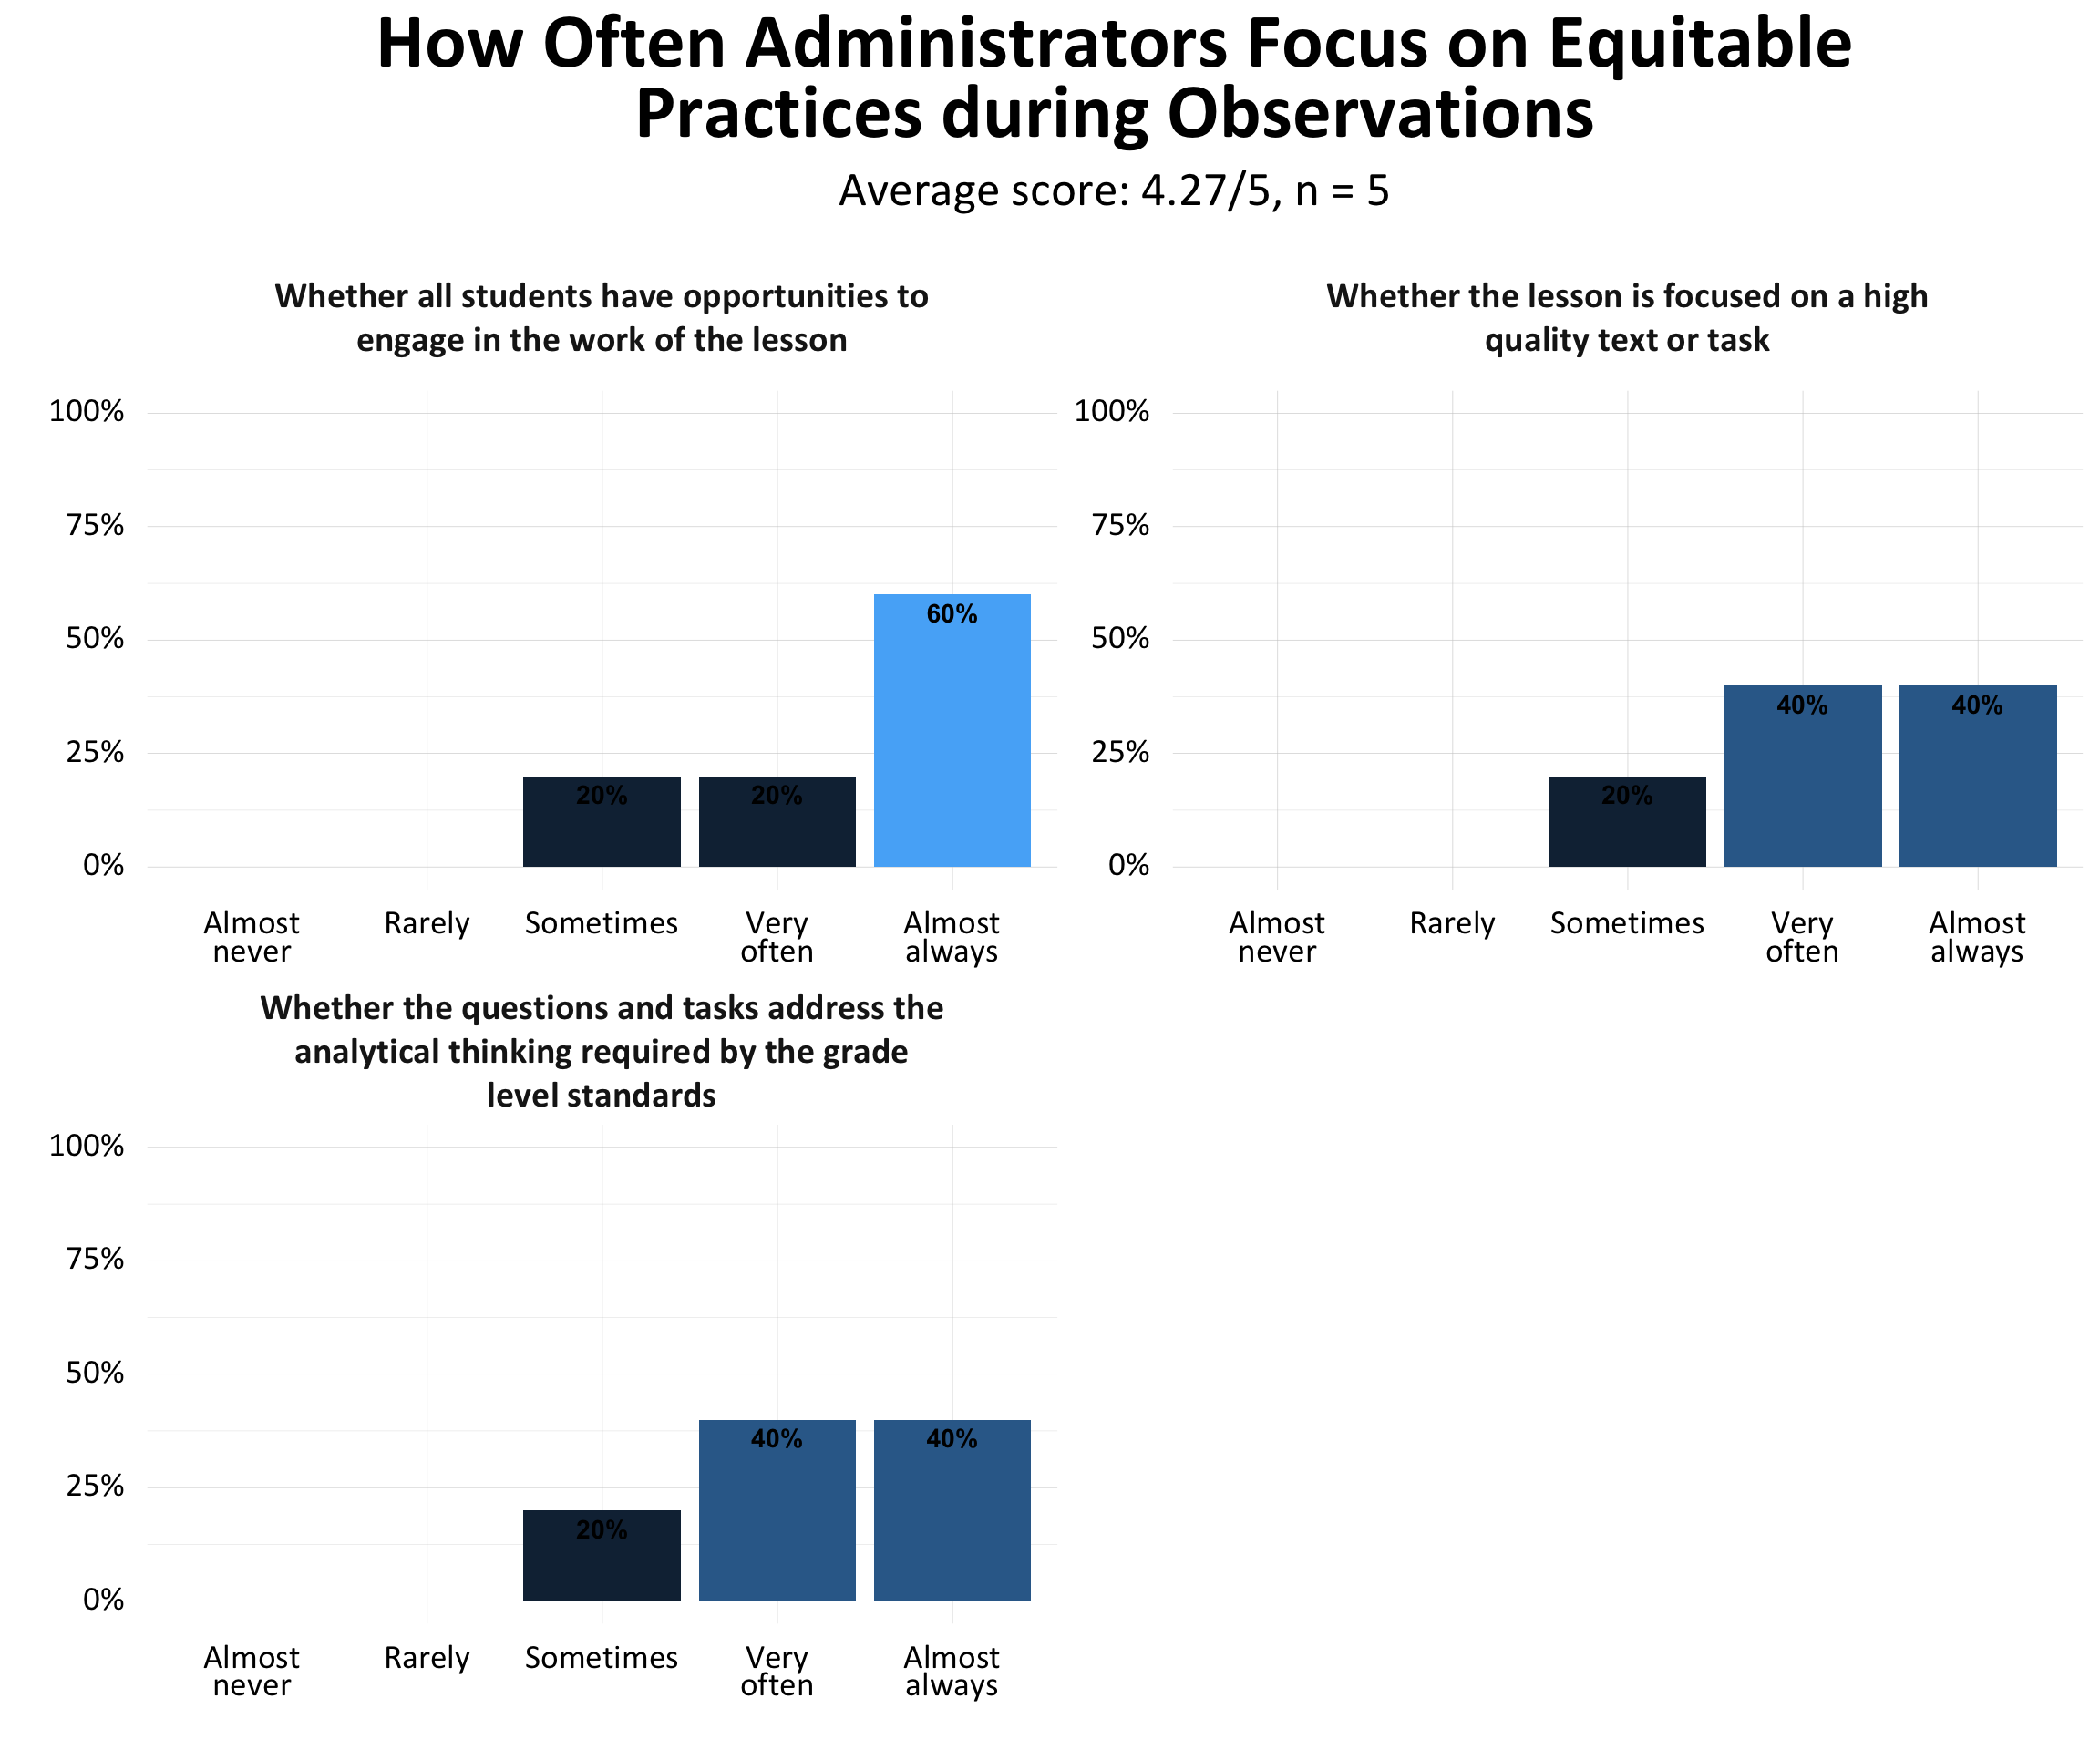 How Often Administrators Focus on Equitable
Practices during Observations
Average score: 4.27/5, n = 5
Whether all students have opportunities to
engage in the work of the lesson
100%
75%
50%
25%
0%
20%
20%
60%
Almost
never
Rarely
Sometimes
Very
often
Almost
always
Whether the lesson is focused on a high
quality text or task
100%
75%
50%
25%
0%
20%
40%
40%
Almost
never
Rarely
Sometimes
Very
often
Almost
always
Whether the questions and tasks address the
analytical thinking required by the grade
level standards
100%
75%
50%
25%
0%
20%
40%
40%
Almost
never
Rarely
Sometimes
Very
often
Almost
always